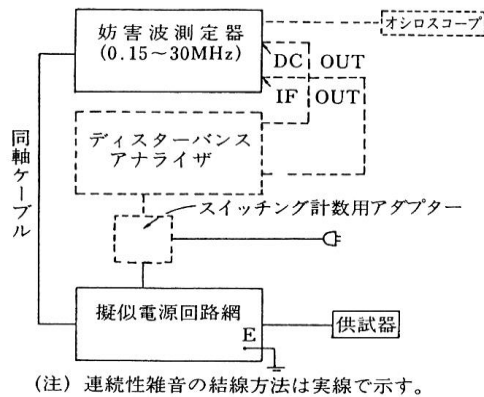 妨害波測定器
(0.15～30MHz)
オシロスコープ
DC OUT
IF OUT
ディスターバンス
アナライザ
同軸ケーブル
スイッチング計数用アダプター
擬似電源回路網
E
供試器
(注) 連続性雑音の結線方法は実線で示す。